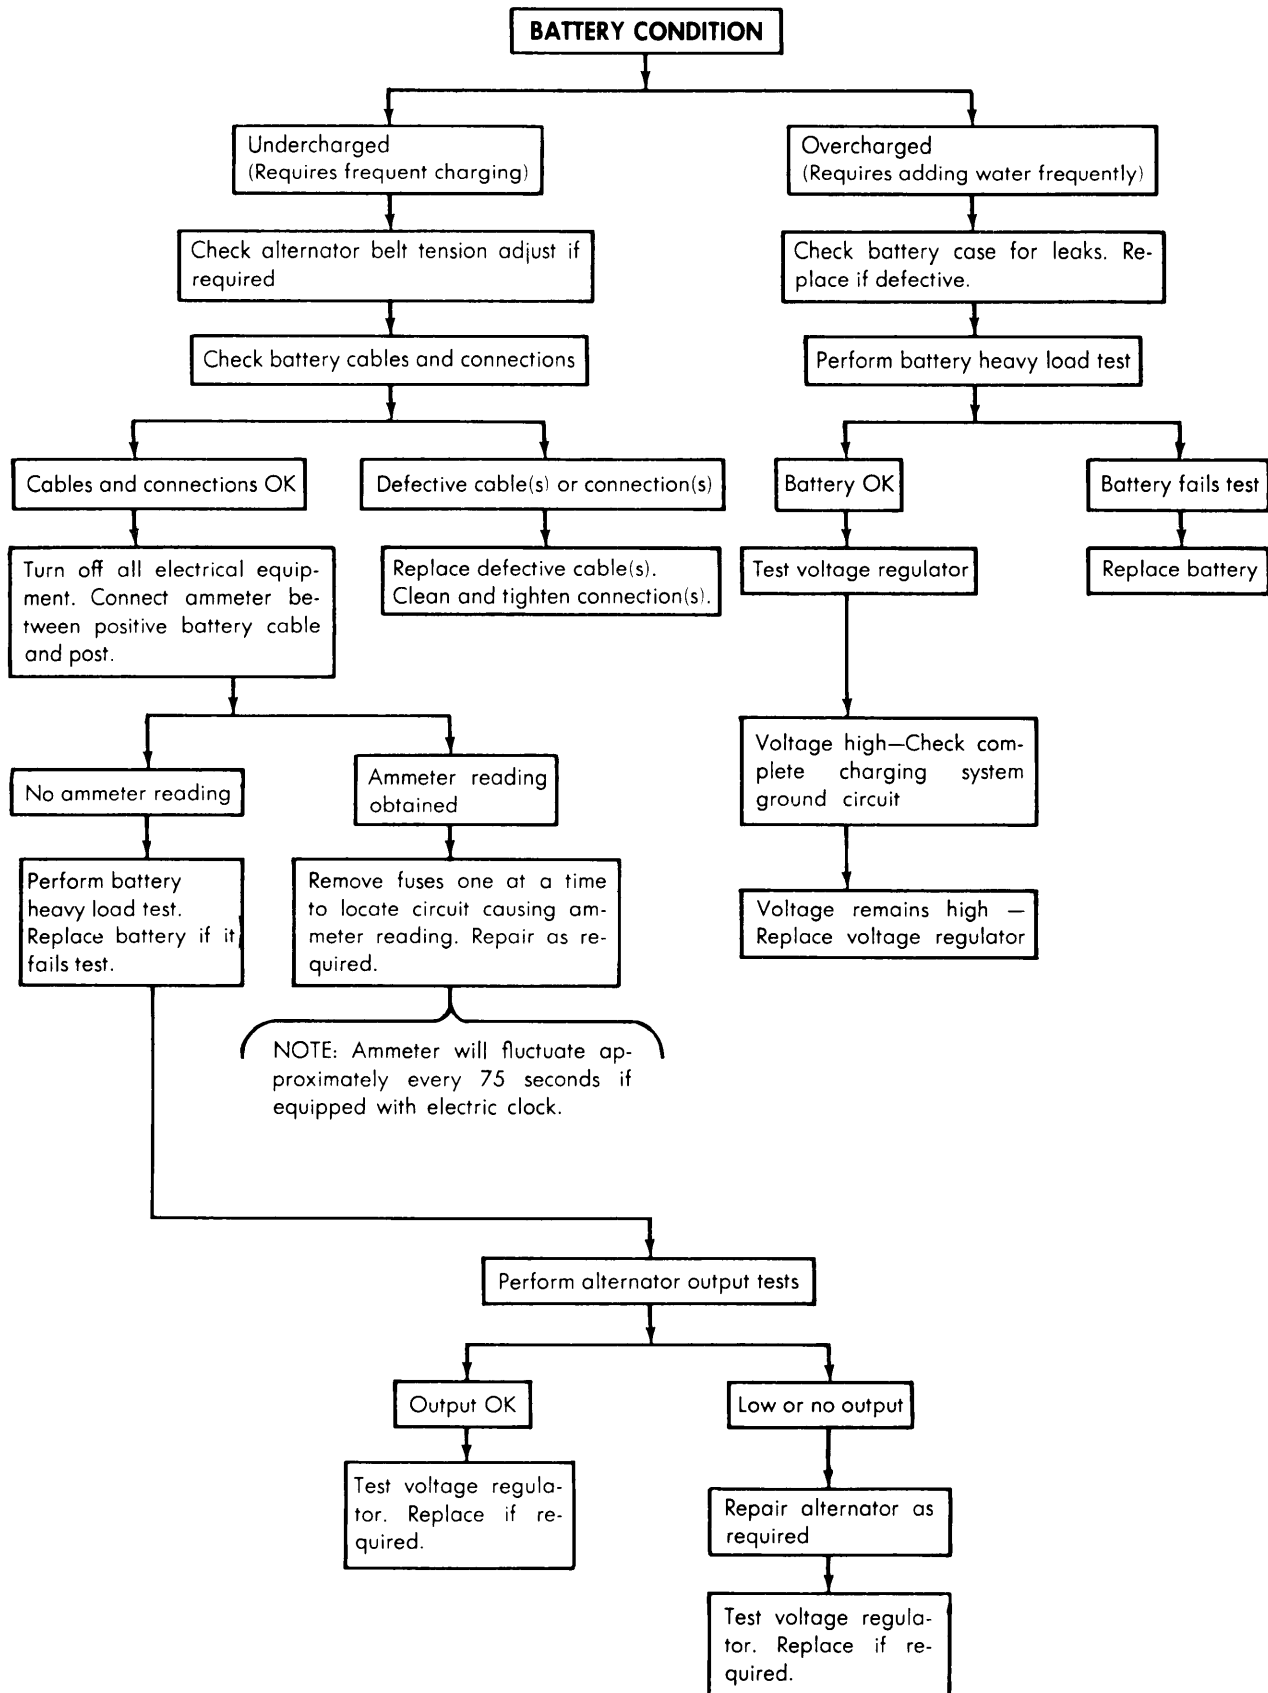 BATTERY CONDITION
Undercharged
(Requires frequent charging)
Overcharged
(Requires adding water frequently)
Check alternator belt tension adjust if
required
Check battery case for leaks. Re-
place if defective.
Check battery cables and connections
Perform battery heavy load test
Cables and connections OK
Defective cable(s) or connection(s)
Battery OK
Battery fails test
Turn off all electrical equip-
ment. Connect ammeter be-
tween positive battery cable
and post.
Replace defective cable(s).
Clean and tighten connection(s).
Test voltage regulator
Replace battery
Voltage high—Check com-
plete charging system
ground circuit
No ammeter reading
Ammeter reading
obtained
Perform battery
heavy load test.
Replace battery if it
fails test.
Remove fuses one at a time
to locate circuit causing am-
meter reading. Repair as re-
quired.
Voltage remains high —
Replace voltage regulator
NOTE: Ammeter will fluctuate ap-
proximately every 75 seconds if
equipped with electric clock.
Perform alternator output tests
Output OK
Low or no output
Test voltage regula-
tor. Replace if re-
quired.
Repair alternator as
required
Test voltage regula-
tor. Replace if re-
quired.